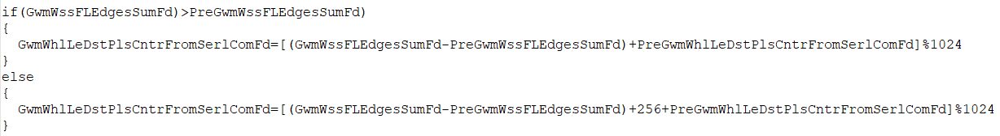 if(GwmWssFLEdgesSumFd)>PreGwmWssFLEdgesSumFd)
{
  GwmWhlLeDstPlsCntrFromSerlComFd=[(GwmWssFLEdgesSumFd-PreGwmWssFLEdgesSumFd)+PreGwmWhlLeDstPlsCntrFromSerlComFd]%1024
}
else
{
  GwmWhlLeDstPlsCntrFromSerlComFd=[(GwmWssFLEdgesSumFd-PreGwmWssFLEdgesSumFd)+256+PreGwmWhlLeDstPlsCntrFromSerlComFd]%1024
}